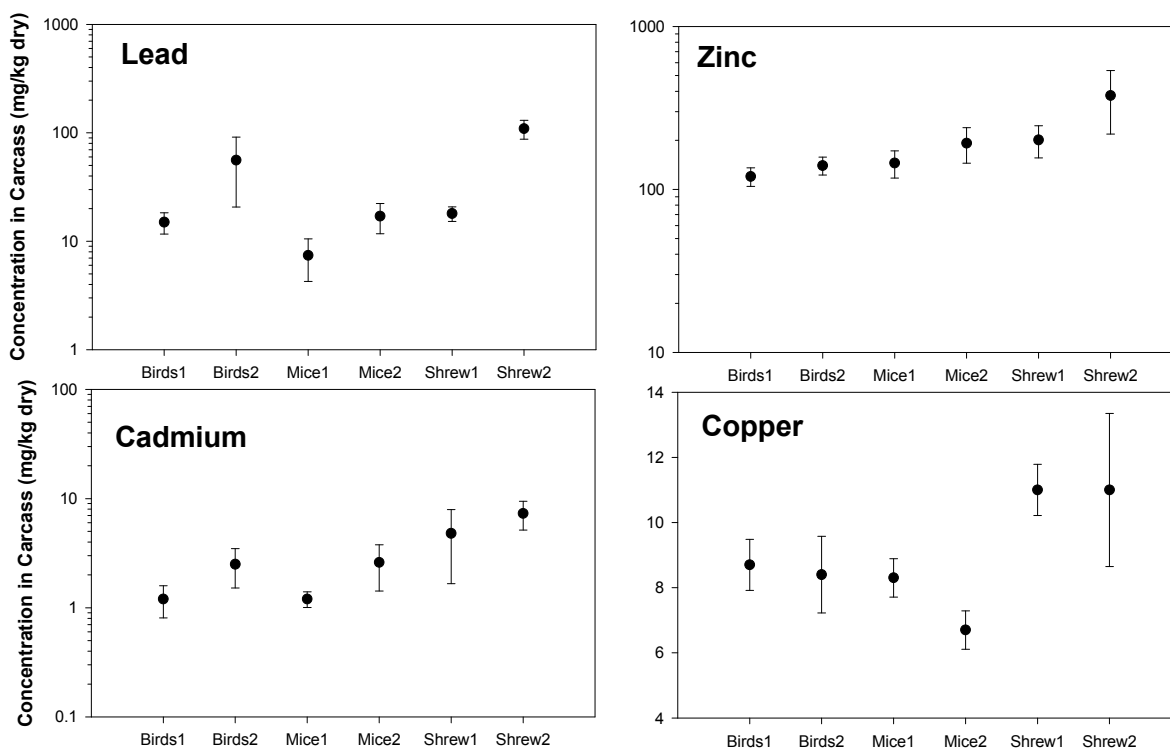 Concentration in Carcass (mg/kg dry)
Lead
1000
100
10
1
Birds1 Birds2 Mice1 Mice2 Shrew1 Shrew2
Zinc
1000
100
10
Birds1 Birds2 Mice1 Mice2 Shrew1 Shrew2
Concentration in Carcass (mg/kg dry)
Cadmium
100
10
1
0.1
Birds1 Birds2 Mice1 Mice2 Shrew1 Shrew2
Copper
14
12
10
8
6
4
Birds1 Birds2 Mice1 Mice2 Shrew1 Shrew2